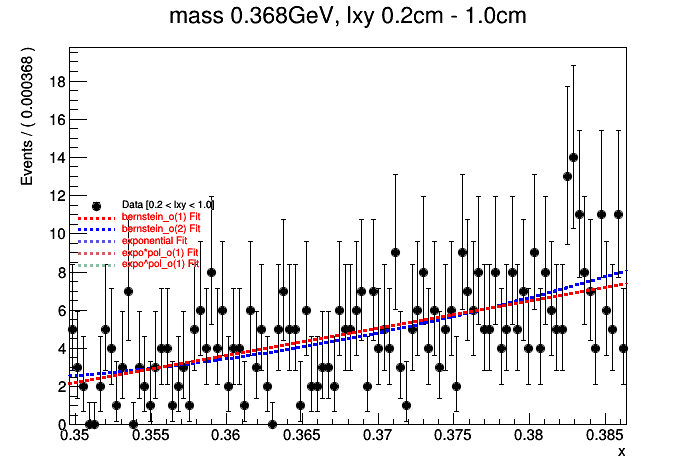 mass 0.368GeV, lxy 0.2cm - 1.0cm
Events / ( 0.000368 )
18
16
14
12
10
8
6
4
2
0
Data [0.2 < lxy < 1.0]
bernstein_o(1) Fit
bernstein_o(2) Fit
exponential Fit
expo*pol_o(1) Fit
expo^pol_o(1) Fit
0.35 0.355 0.36 0.365 0.37 0.375 0.38 0.385
x